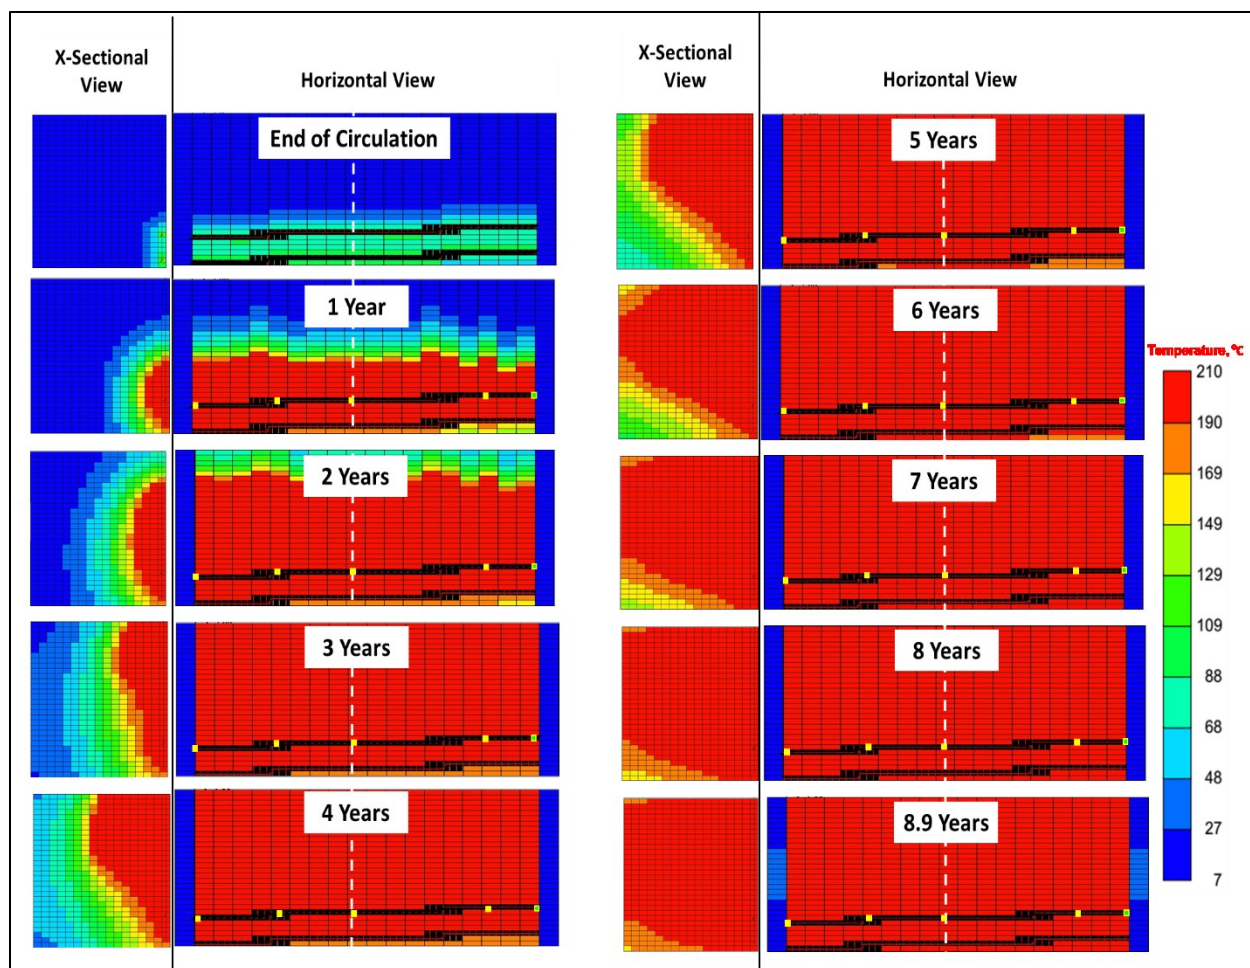 X-Sectional
View
Horizontal View
End of Circulation
1 Year
2 Years
3 Years
4 Years
X-Sectional
View
Horizontal View
5 Years
6 Years
7 Years
8 Years
8.9 Years
Temperature, °C
210
190
169
149
129
109
88
68
48
27
7